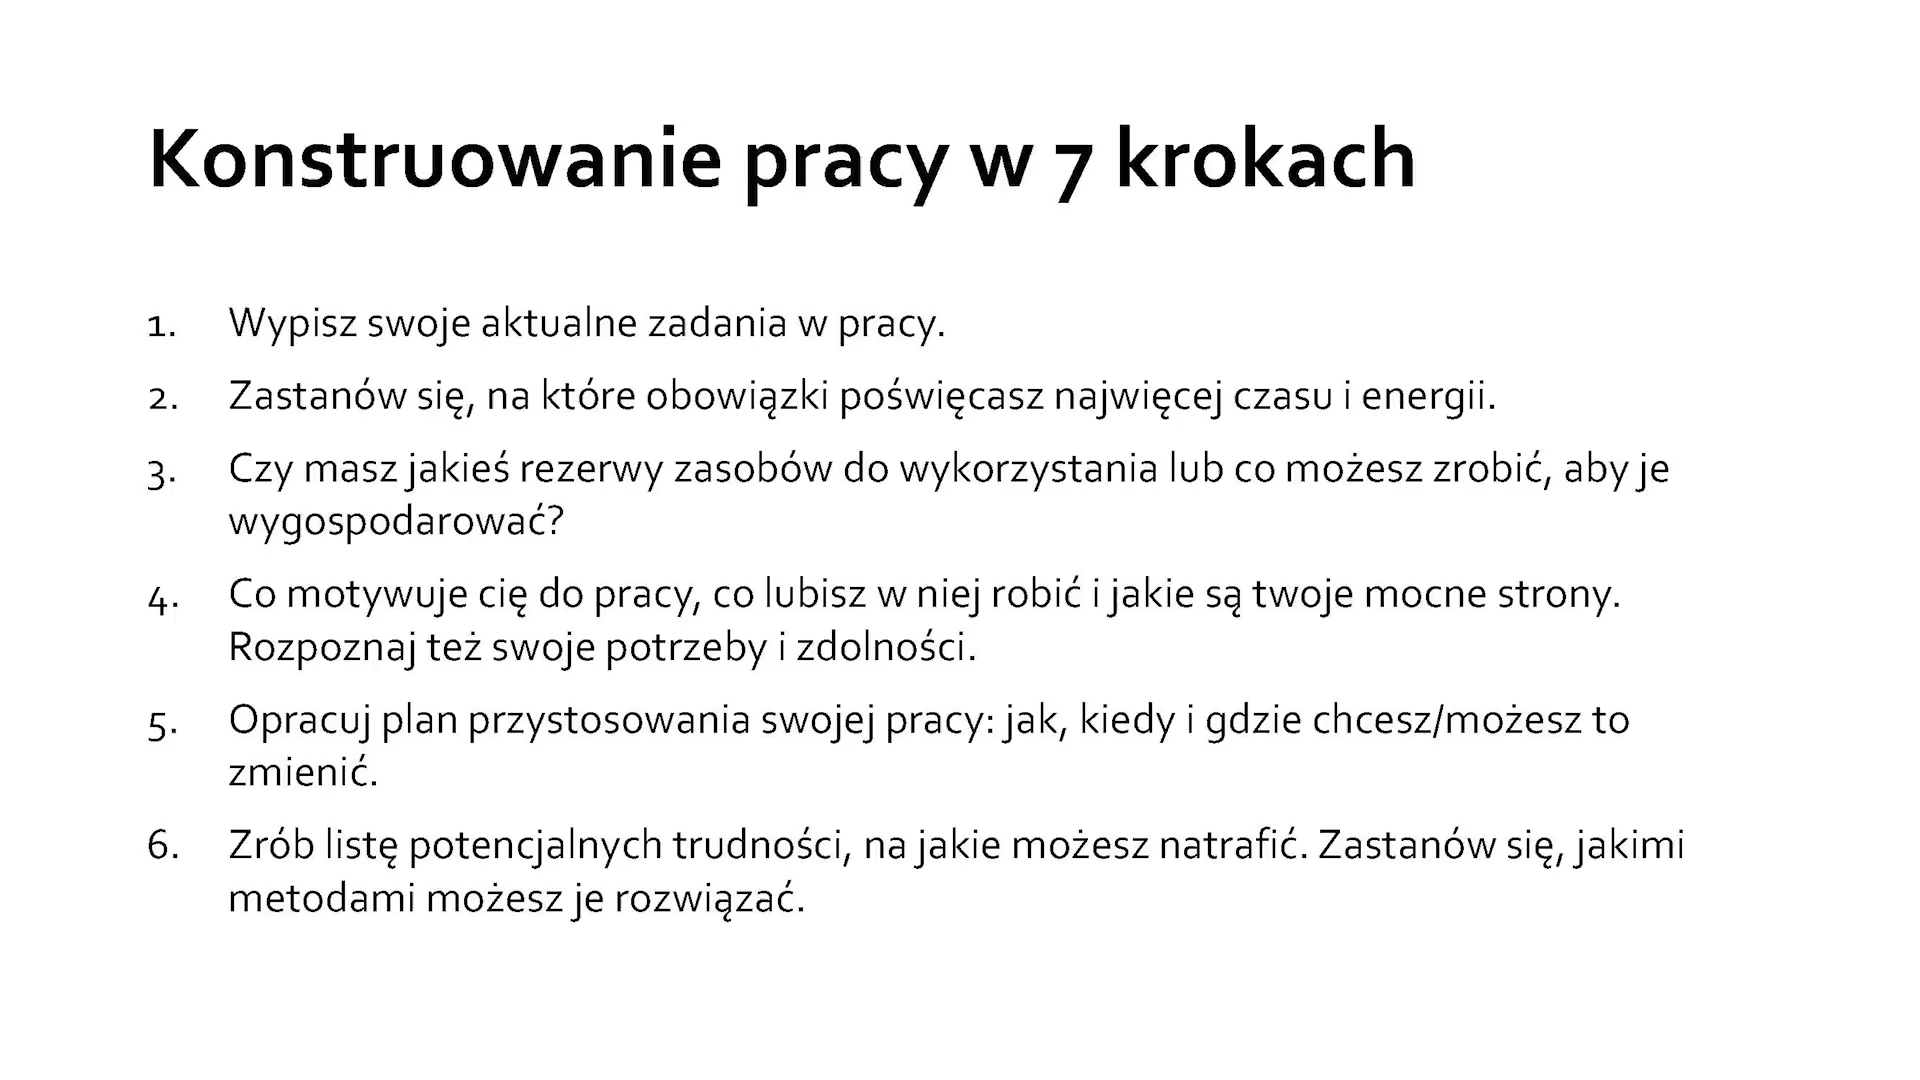 Konstruowanie pracy w 7 krokach
1. Wypisz swoje aktualne zadania w pracy.
2. Zastanów się, na które obowiązki poświęcasz najwięcej czasu i energii.
3. Czy masz jakieś rezerwy zasobów do wykorzystania lub co możesz zrobić, aby je
wygospodarować?
4. Co motywuje cię do pracy, co lubisz w niej robić i jakie są twoje mocne strony.
Rozpoznaj też swoje potrzeby i zdolności.
5. Opracuj plan przystosowania swojej pracy: jak, kiedy i gdzie chcesz/możesz to
zmienić.
6. Zrób listę potencjalnych trudności, na jakie możesz natrafić. Zastanów się, jakimi
metodami możesz je rozwiązać.